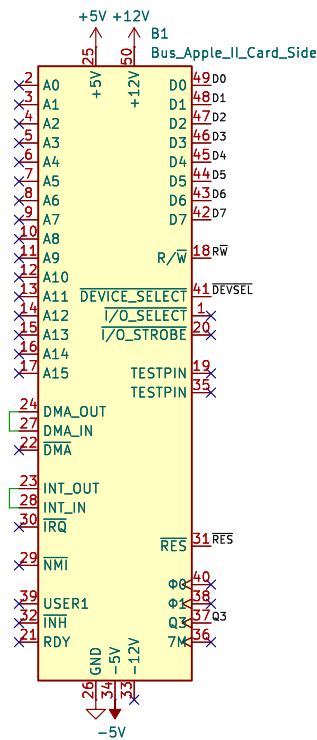 +5V +12V
B1
Bus_Apple_II_Card_Side
25 50
+5V +12V
2 A0 D0 49 D0
3 A1 D1 48 D1
4 A2 D2 47 D2
5 A3 D3 46 D3
6 A4 D4 45 D4
7 A5 D5 44 D5
8 A6 D6 43 D6
9 A7 D7 42 D7
10 A8
11 A9 R/W 18 RW
12 A10
13 A11 DEVICE_SELECT 41 DEVSEL
14 A12 I/O_SELECT 1
15 A13 I/O_STROBE 20
16 A14
17 A15 TESTPIN 19
TESTPIN 35
24 DMA_OUT
27 DMA_IN
22 DMA
23 INT_OUT
28 INT_IN
30 IRQ
RES 31 RES
29 NMI
Φ0 40
39 USER1 Φ1 38
32 INH Q3 37 Q3
21 RDY 7M 36
GND -5V -12V
26 34 33
-5V